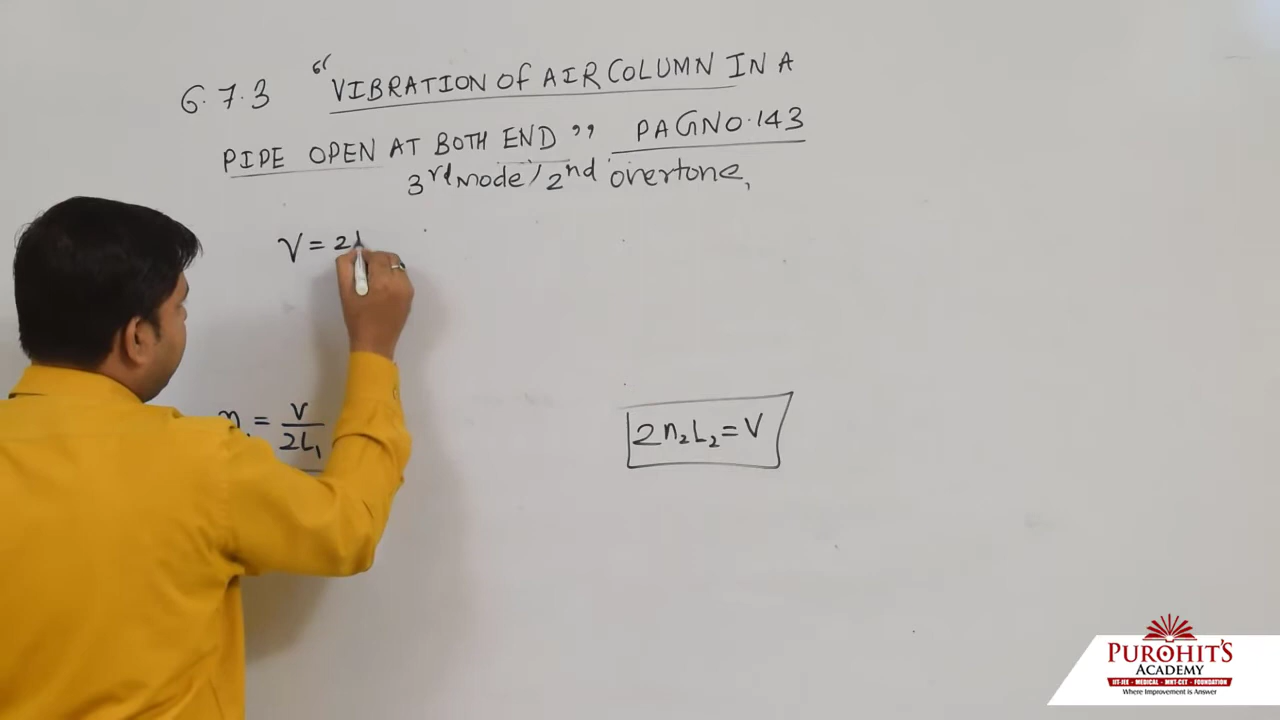 6.7.3 “VIBRATION OF AIR COLUMN IN A
PIPE OPEN AT BOTH END” PAGNO.143
3rd Mode/2nd overtone,
V = 2
= V / 2L₁
2n₂L₂ = V
PUROHIT'S
ACADEMY
IIT-JEE - MEDICAL - MHT-CET - FOUNDATION
Where Improvement is Answer